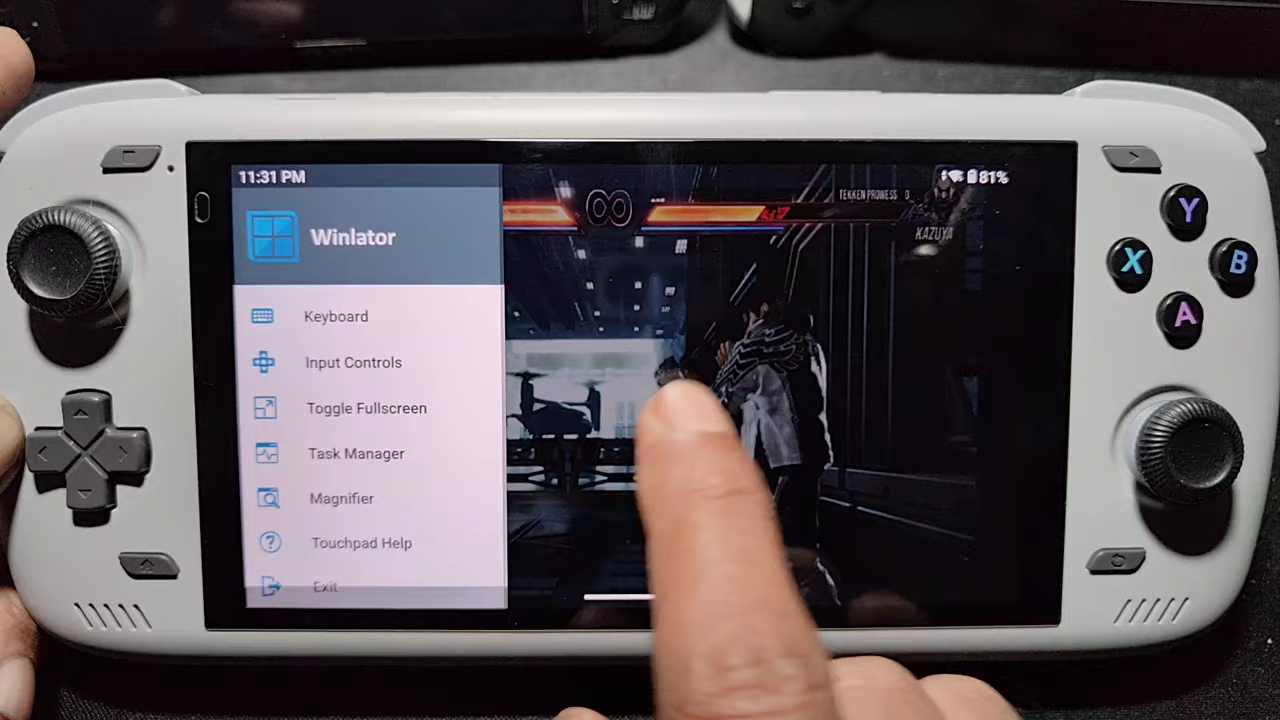 11:31 PM
81%
Winlator
TEKKEN PROWESS 0
KAZUYA
Keyboard
Input Controls
Toggle Fullscreen
Task Manager
Magnifier
Touchpad Help
Exit
Y
X
B
A